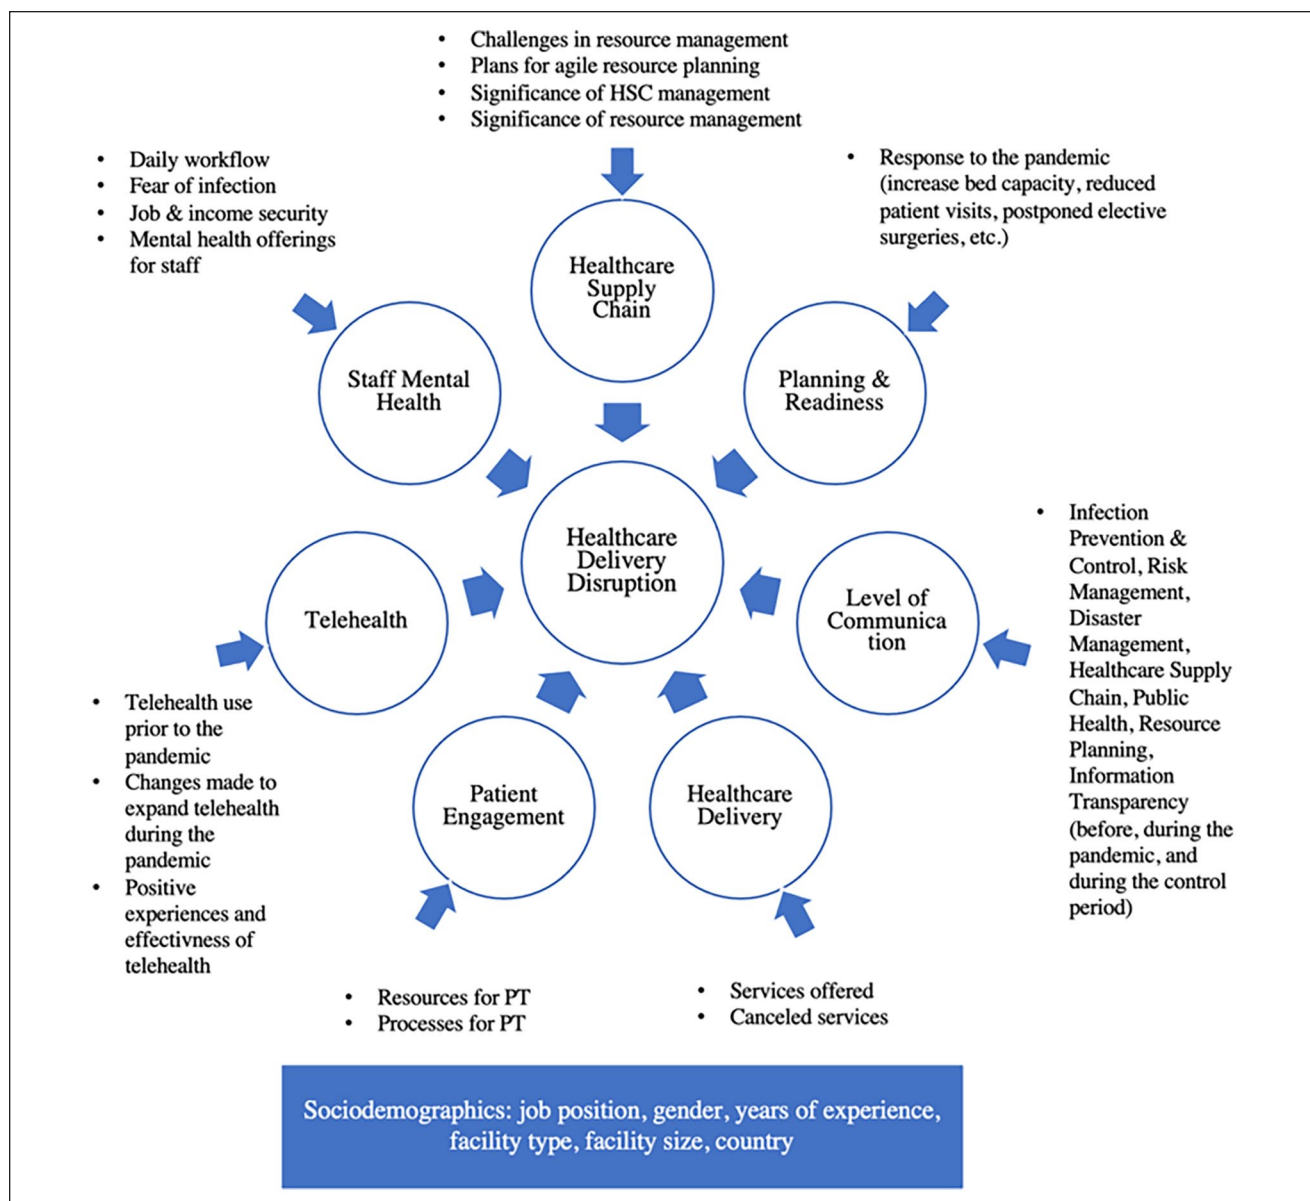 • Challenges in resource management
• Plans for agile resource planning
• Significance of HSC management
• Significance of resource management
• Daily workflow
• Fear of infection
• Job & income security
• Mental health offerings
for staff
• Response to the pandemic
(increase bed capacity, reduced
patient visits, postponed elective
surgeries, etc.)
Healthcare
Supply
Chain
Staff Mental
Health
Planning &
Readiness
Healthcare
Delivery
Disruption
Telehealth
Level of
Communica
tion
• Infection
Prevention &
Control, Risk
Management,
Disaster
Management,
Healthcare Supply
Chain, Public
Health, Resource
Planning,
Information
Transparency
(before, during the
pandemic, and
during the control
period)
• Telehealth use
prior to the
pandemic
• Changes made to
expand telehealth
during the
pandemic
• Positive
experiences and
effectivness of
telehealth
Patient
Engagement
Healthcare
Delivery
• Resources for PT
• Processes for PT
• Services offered
• Canceled services
Sociodemographics: job position, gender, years of experience,
facility type, facility size, country